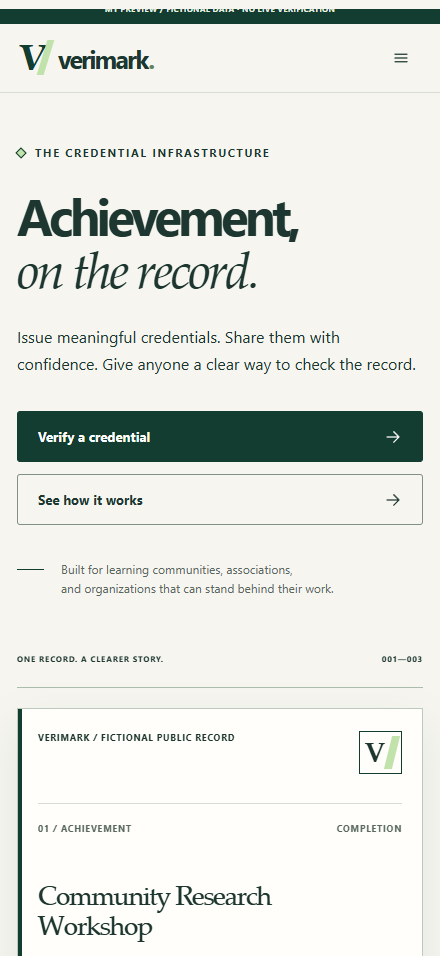 MY PREVIEW / FICTIONAL DATA · NO LIVE VERIFICATION
V/ verimark.
THE CREDENTIAL INFRASTRUCTURE
Achievement,
on the record.
Issue meaningful credentials. Share them with
confidence. Give anyone a clear way to check the record.
Verify a credential
See how it works
Built for learning communities, associations,
and organizations that can stand behind their work.
ONE RECORD. A CLEARER STORY.
001—003
VERIMARK / FICTIONAL PUBLIC RECORD
V/
01 / ACHIEVEMENT
COMPLETION
Community Research
Workshop